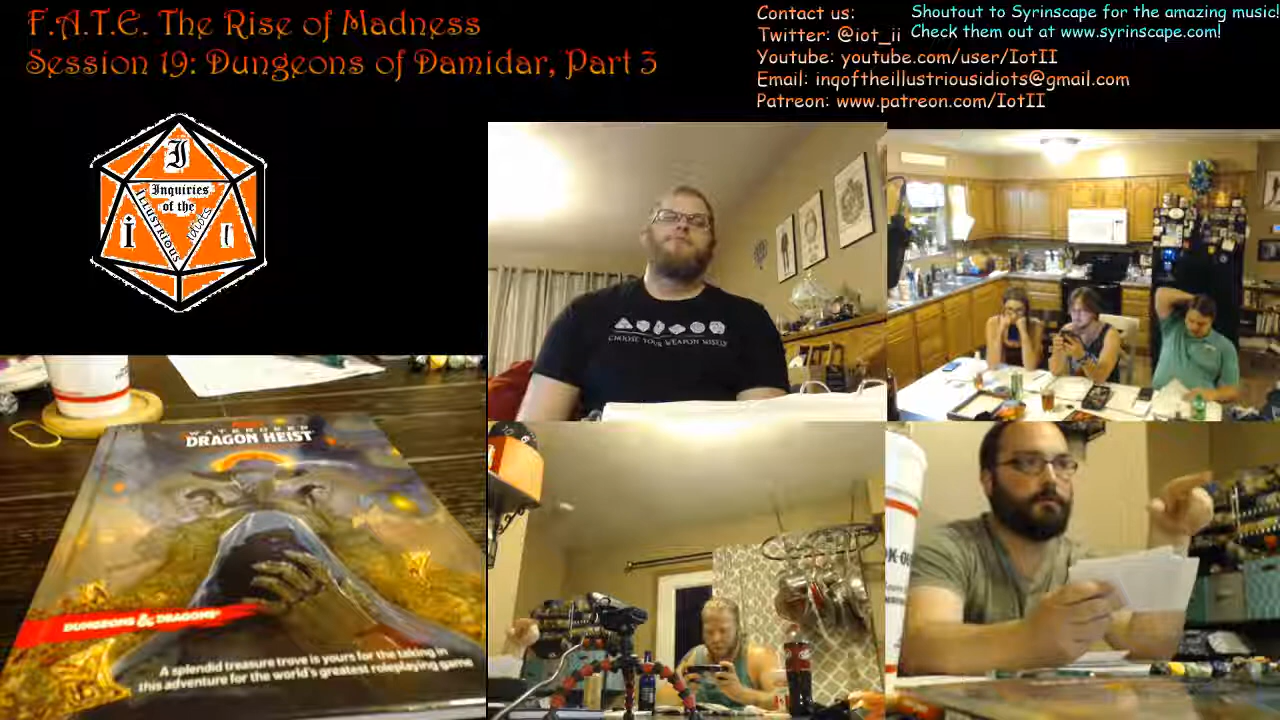 F.A.T.E. The Rise of Madness
Session 19: Dungeons of Damidar, Part 3
Contact us:
Twitter: @iot_ii
Youtube: youtube.com/user/IotII
Email: inqoftheillustriousidiots@gmail.com
Patreon: www.patreon.com/IotII
Shoutout to Syrinscape for the amazing music!
Check them out at www.syrinscape.com!
I
Inquiries
of the
Illustrious
Idiots
i
I
CHOOSE YOUR WEAPON WISELY
WATERDEEP
DRAGON HEIST
DUNGEONS & DRAGONS
A splendid treasure trove is yours for the taking in
this adventure for the world's greatest roleplaying game